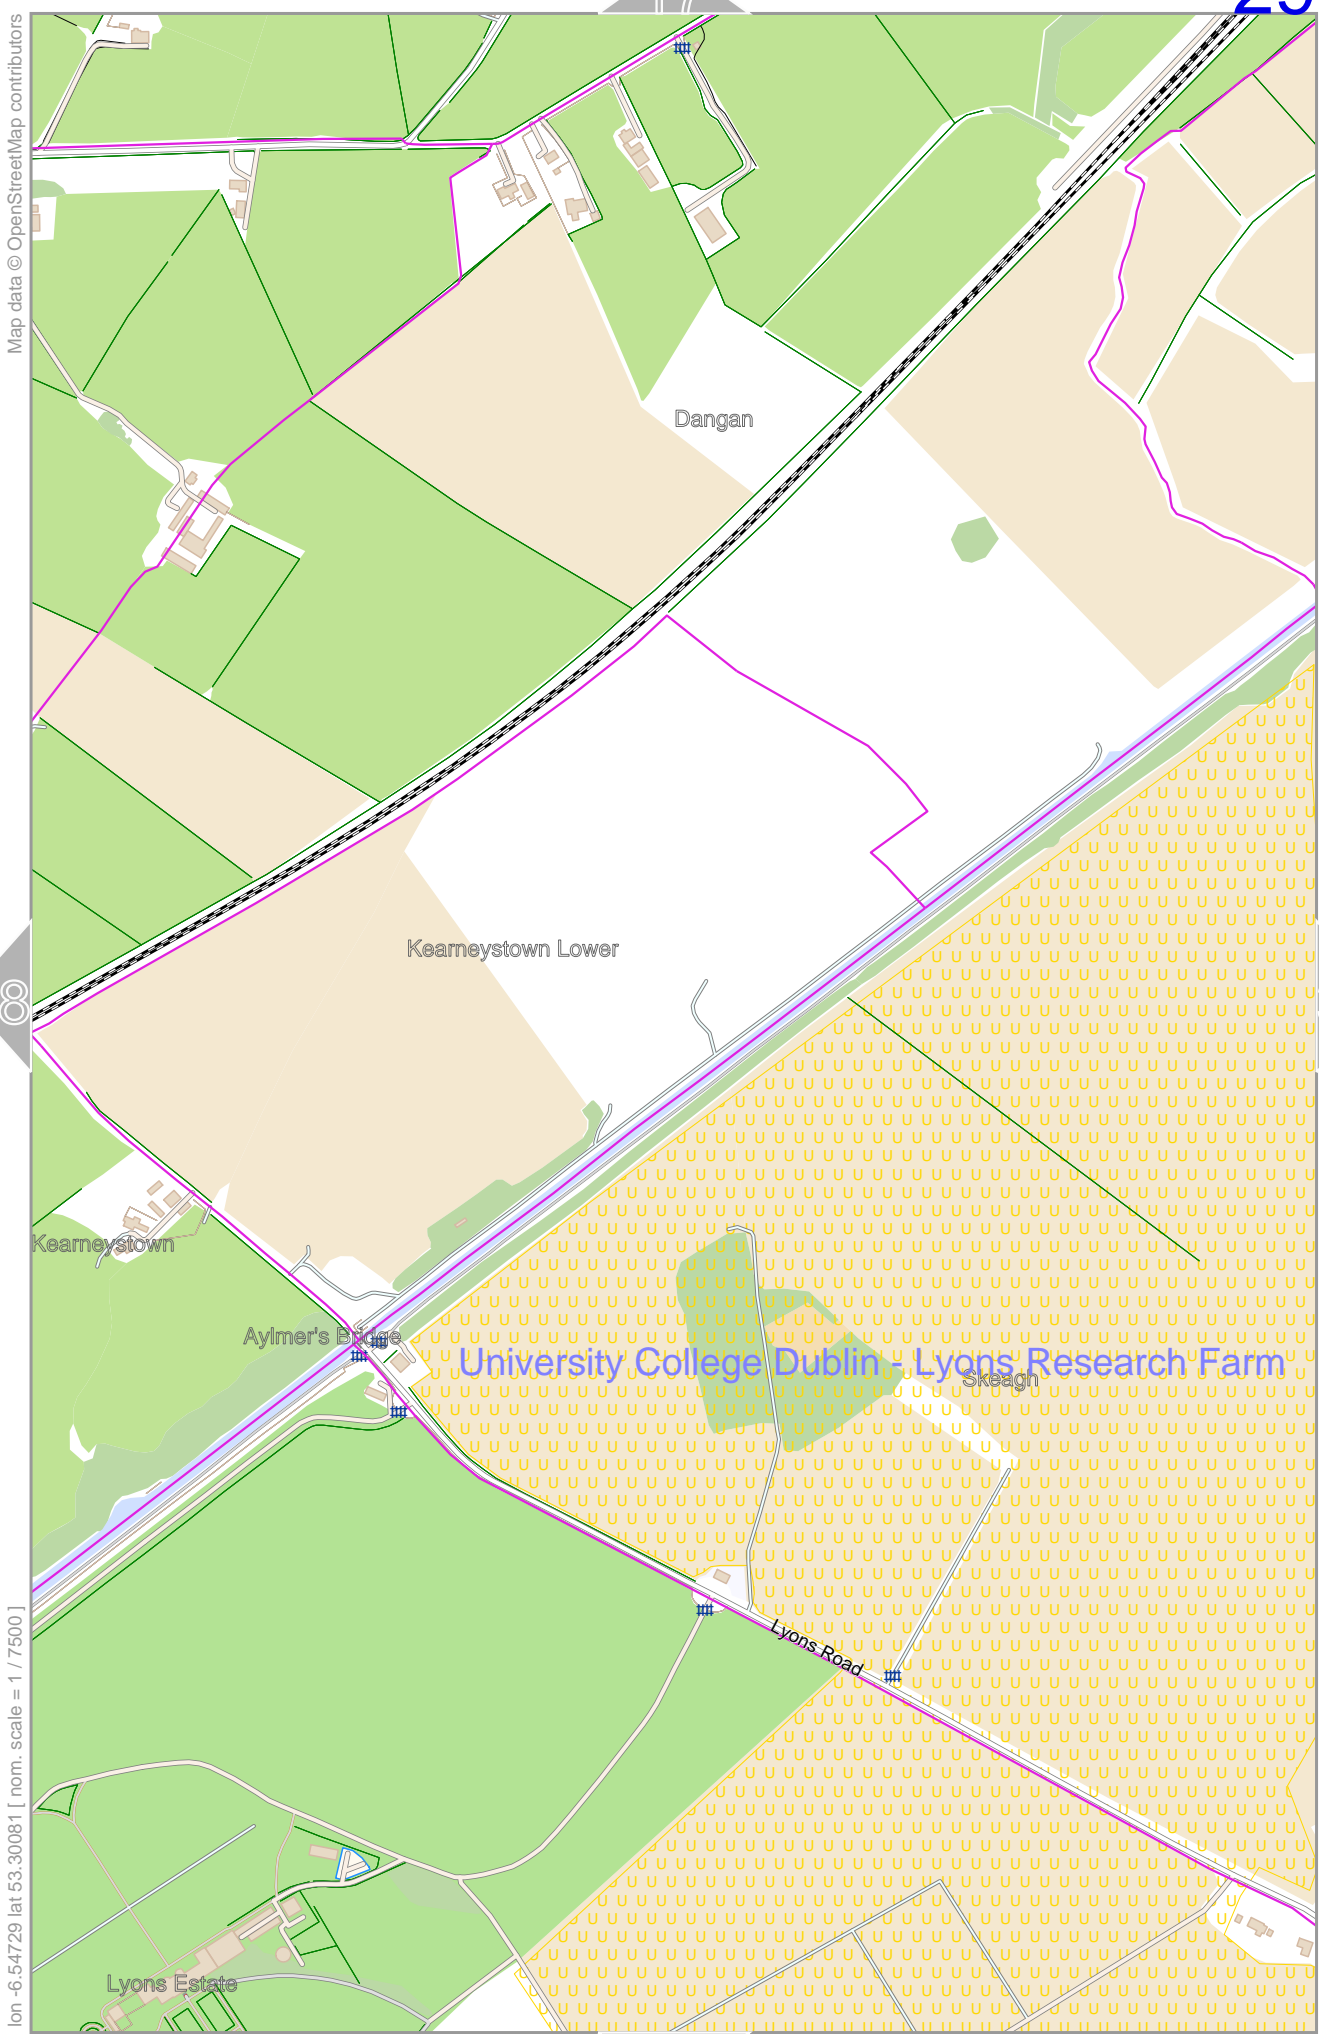 Map data © OpenStreetMap contributors
Dangan
Kearneystown Lower
8
Kearneystown
Aylmer's Bridge
University College Dublin - Lyons Research Farm
Skeagh
Lyons Road
Lyons Estate
lon -6.54729 lat 53.30081 [ nom. scale = 1 / 7500 ]